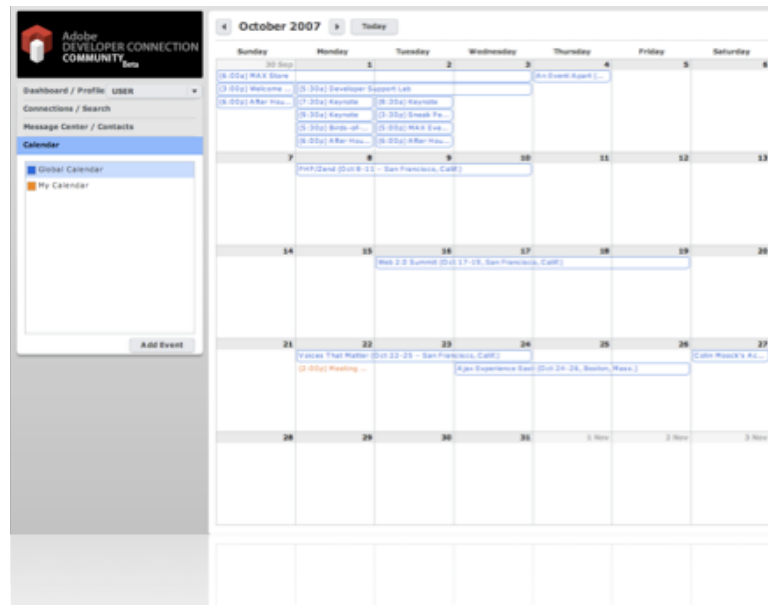 Adobe
DEVELOPER CONNECTION
COMMUNITY Beta
Dashboard / Profile USER
Connections / Search
Message Center / Contacts
Calendar
Global Calendar
My Calendar
Add Event
October 2007 Today
Sunday Monday Tuesday Wednesday Thursday Friday Saturday
30 Sep 1 2 3 4 5 6
(6:00a) MAX Store An Event Apart (...
(3:00p) Welcome ... (5:30a) Developer Support Lab
(6:00p) After Hou... (7:30a) Keynote (8:30a) Keynote
(9:30a) Keynote (3:30p) Sneak Pe...
(5:30p) Birds-of-... (5:00p) MAX Eve...
(6:00p) After Hou... (6:00p) After Hou...
7 8 9 10 11 12 13
PHP/Zend (Oct 8-11 - San Francisco, Calif.)
14 15 16 17 18 19 20
Web 2.0 Summit (Oct 17-19, San Francisco, Calif.)
21 22 23 24 25 26 27
Voices That Matter (Oct 22-25 - San Francisco, Calif.) Colin Moock's Ac...
(2:00p) Meeting ... Ajax Experience East (Oct 24-26, Boston, Mass.)
28 29 30 31 1 Nov 2 Nov 3 Nov